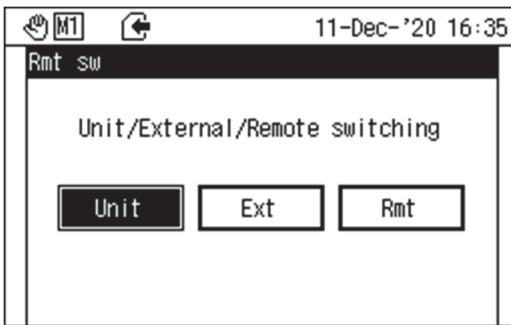 M1 11-Dec-'20 16:35
Rmt sw
Unit/External/Remote switching
Unit Ext Rmt